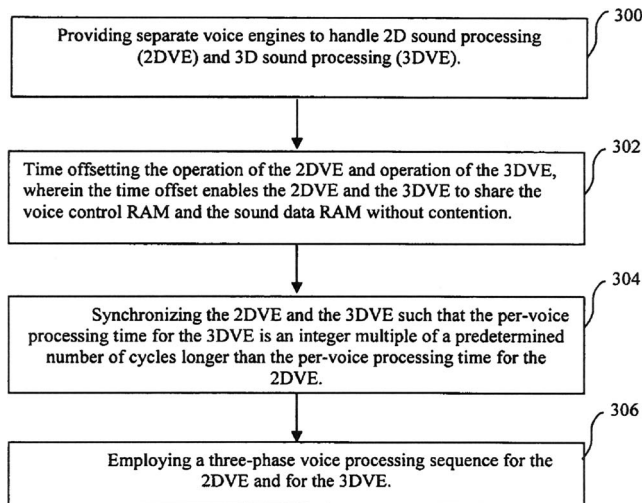 300
Providing separate voice engines to handle 2D sound processing
(2DVE) and 3D sound processing (3DVE).
302
Time offsetting the operation of the 2DVE and operation of the 3DVE,
wherein the time offset enables the 2DVE and the 3DVE to share the
voice control RAM and the sound data RAM without contention.
304
Synchronizing the 2DVE and the 3DVE such that the per-voice
processing time for the 3DVE is an integer multiple of a predetermined
number of cycles longer than the per-voice processing time for the
2DVE.
306
Employing a three-phase voice processing sequence for the
2DVE and for the 3DVE.